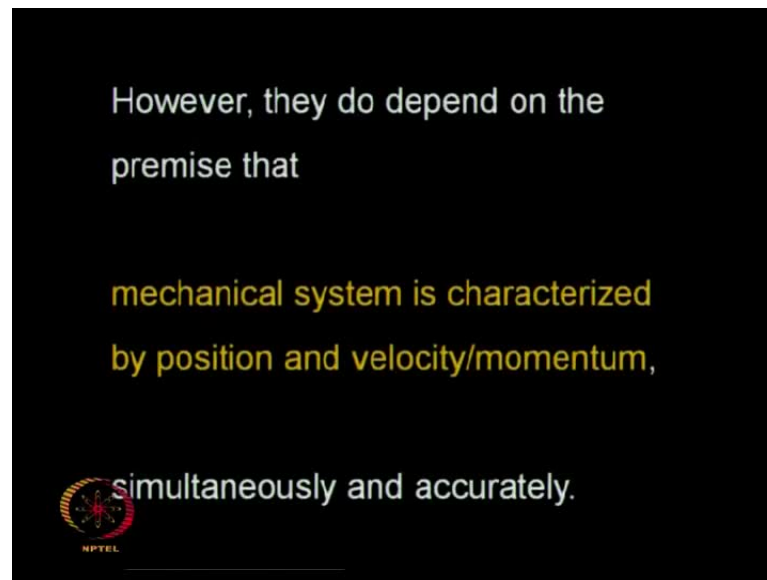 However, they do depend on the
premise that
mechanical system is characterized
by position and velocity/momentum,
simultaneously and accurately.
NPTEL